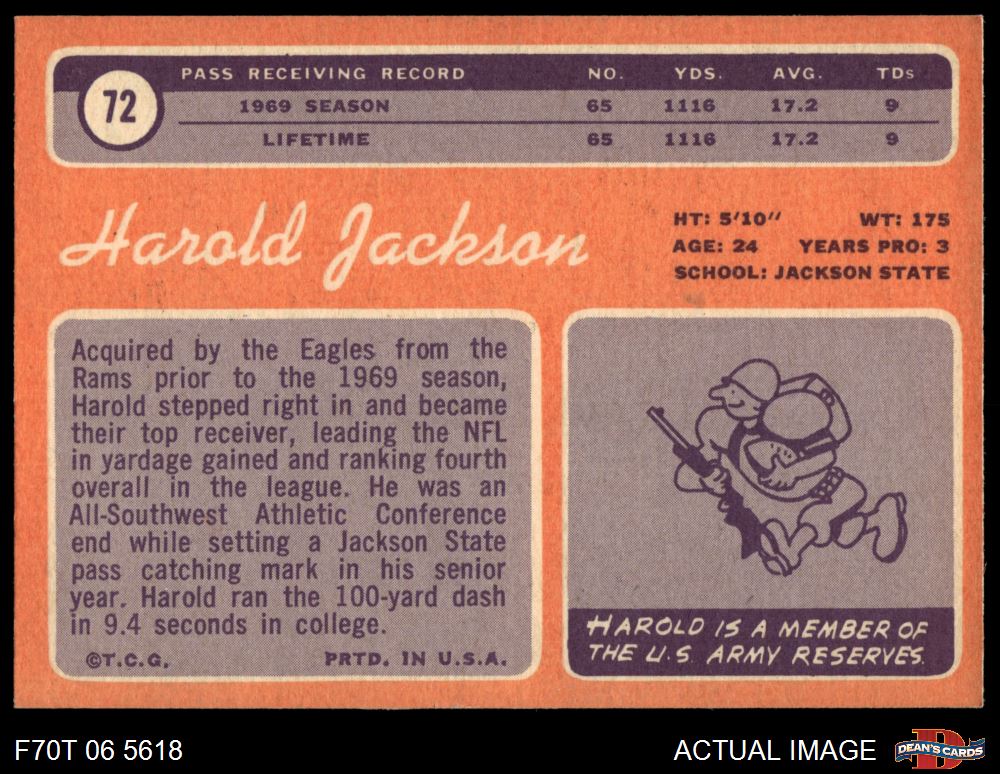 72
PASS RECEIVING RECORD NO. YDS. AVG. TDs
1969 SEASON 65 1116 17.2 9
LIFETIME 65 1116 17.2 9
Harold Jackson
HT: 5'10" WT: 175
AGE: 24 YEARS PRO: 3
SCHOOL: JACKSON STATE
Acquired by the Eagles from the
Rams prior to the 1969 season,
Harold stepped right in and became
their top receiver, leading the NFL
in yardage gained and ranking fourth
overall in the league. He was an
All-Southwest Athletic Conference
end while setting a Jackson State
pass catching mark in his senior
year. Harold ran the 100-yard dash
in 9.4 seconds in college.
©T.C.G. PRTD. IN U.S.A.
HAROLD IS A MEMBER OF
THE U.S. ARMY RESERVES.
F70T 06 5618
ACTUAL IMAGE
DEAN'S CARDS